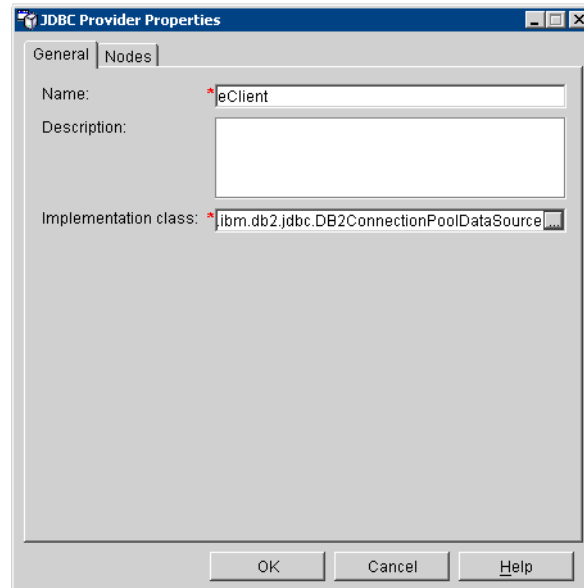 JDBC Provider Properties
General
Nodes
Name: *eClient
Description:
Implementation class: *.ibm.db2.jdbc.DB2ConnectionPoolDataSource...
OK
Cancel
Help